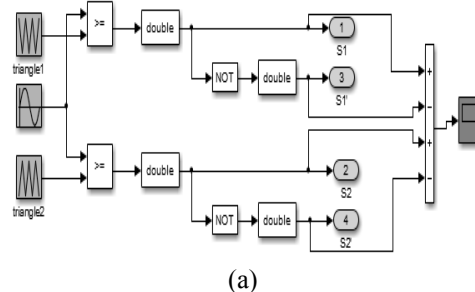 >=
double
1
S1
triangle1
NOT
double
3
S1'
+
−
+
−
>=
double
2
S2
triangle2
NOT
double
4
S2
(a)